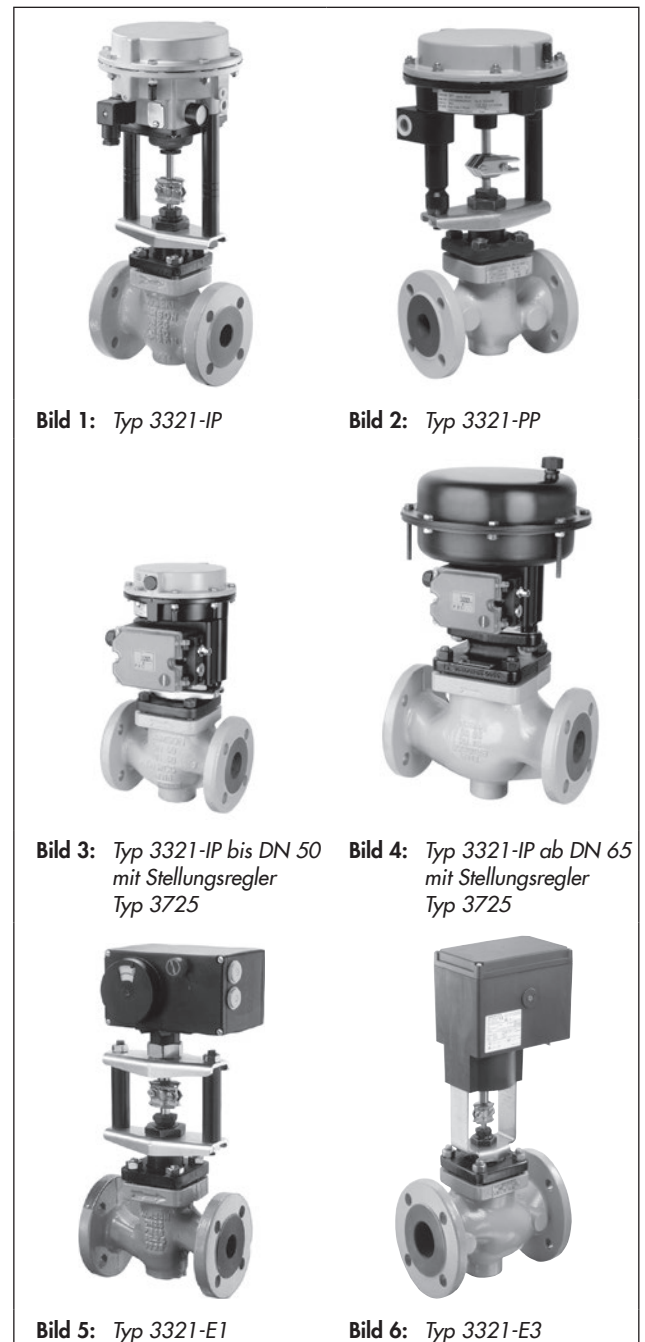 Bild 1: Typ 3321-IP
Bild 2: Typ 3321-PP
Bild 3: Typ 3321-IP bis DN 50
mit Stellungsregler
Typ 3725
Bild 4: Typ 3321-IP ab DN 65
mit Stellungsregler
Typ 3725
Bild 5: Typ 3321-E1
Bild 6: Typ 3321-E3